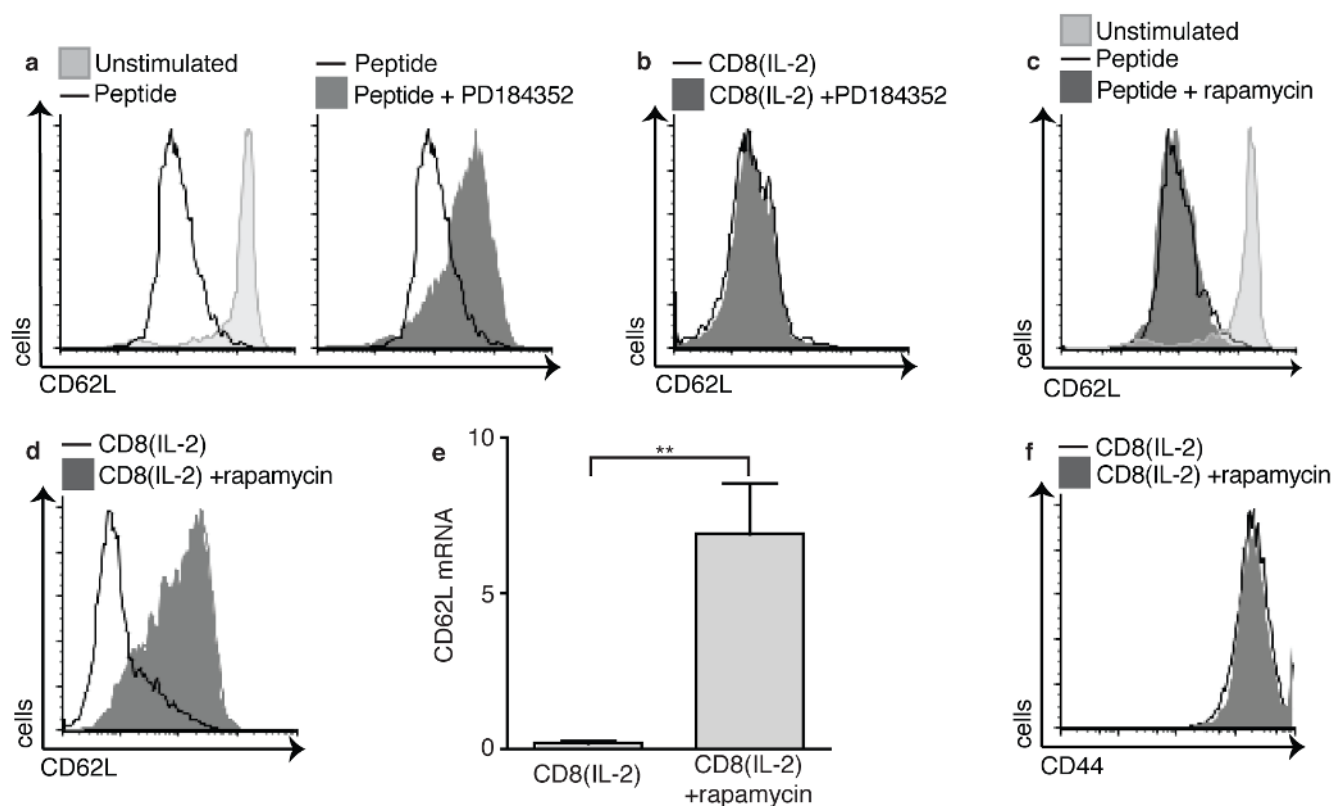 a
Unstimulated
Peptide
cells
CD62L
Peptide
Peptide + PD184352
b
CD8(IL-2)
CD8(IL-2) +PD184352
cells
CD62L
c
Unstimulated
Peptide
Peptide + rapamycin
cells
CD62L
d
CD8(IL-2)
CD8(IL-2) +rapamycin
cells
CD62L
e
10
**
5
0
CD62L mRNA
CD8(IL-2)
CD8(IL-2)
+rapamycin
f
CD8(IL-2)
CD8(IL-2) +rapamycin
cells
CD44